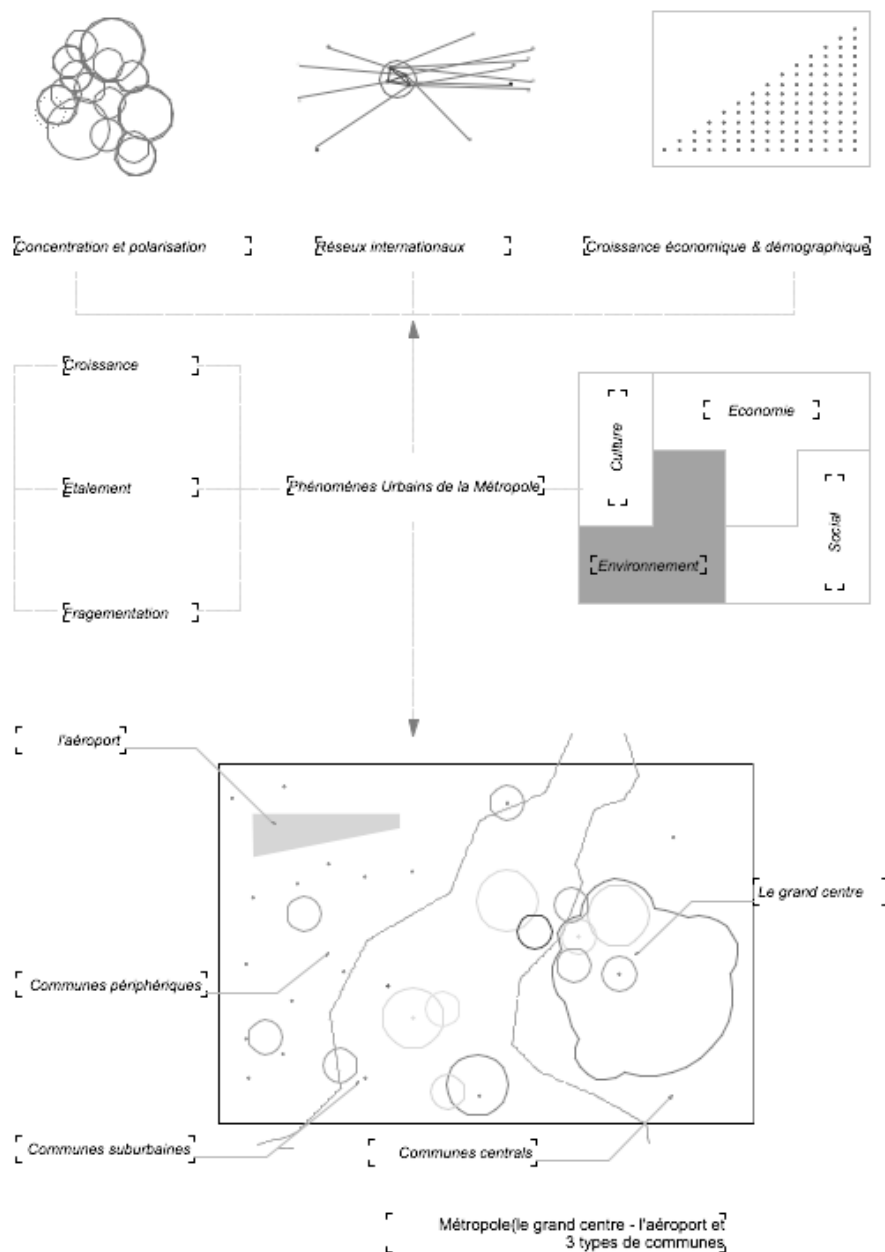 Concentration et polarisation
Réseux internationaux
Croissance économique & démographique
Croissance
Etalement
Fragementation
Phénomènes Urbains de la Métropole
Culture
Economie
Social
Environnement
l'aéroport
Le grand centre
Communes périphériques
Communes suburbaines
Communes centrals
Métropole(le grand centre - l'aéroport et
3 types de communes